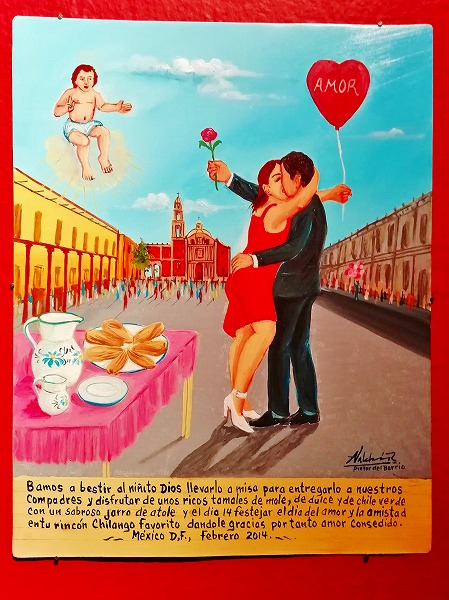 AMOR
Pintor del Barrio
Bamos a bestir al niñito Dios llevarlo a misa para entregarlo a nuestros
Compadres y disfrutar de unos ricos tamales de mole, de dulce y de chile verde
con un sabroso jarro de atole y el dia 14 festejar el dia del amor y la amistad
en tu rincón Chilango favorito dandole gracias por tanto amor Consedido.
México D.F., febrero 2014.